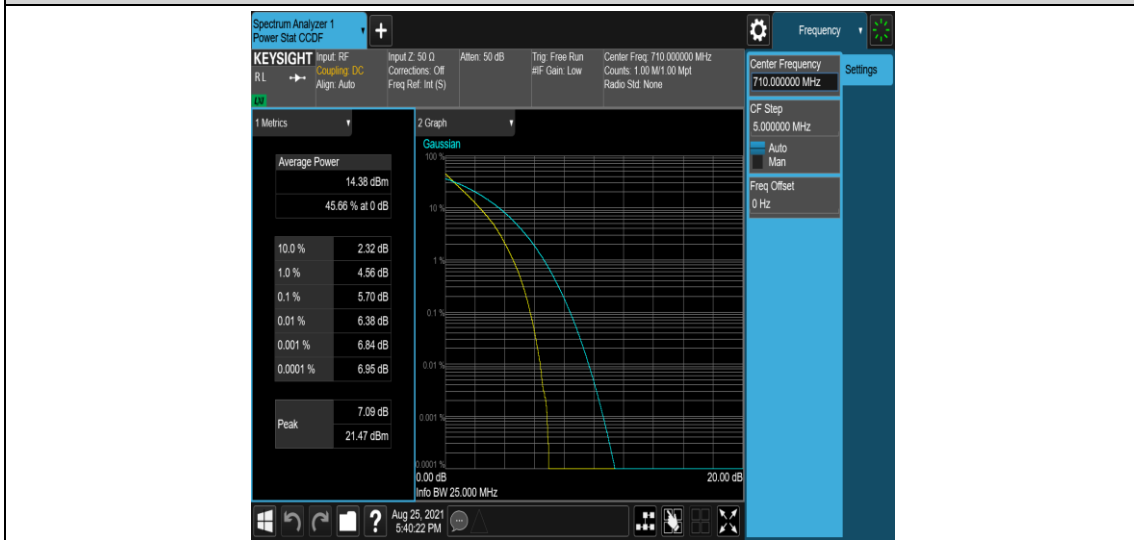 Spectrum Analyzer 1
Power Stat CCDF
+
Frequency
KEYSIGHT
RL
LXI
Input: RF
Coupling: DC
Align: Auto
Input Z: 50 Ω
Corrections: Off
Freq Ref: Int (S)
Atten: 50 dB
Trig: Free Run
#IF Gain: Low
Center Freq: 710.000000 MHz
Counts: 1.00 M/1.00 Mpt
Radio Std: None
Center Frequency
710.000000 MHz
Settings
CF Step
5.000000 MHz
Auto
Man
Freq Offset
0 Hz
1 Metrics
Average Power
14.38 dBm
45.66 % at 0 dB
10.0 % 2.32 dB
1.0 % 4.56 dB
0.1 % 5.70 dB
0.01 % 6.38 dB
0.001 % 6.84 dB
0.0001 % 6.95 dB
Peak
7.09 dB
21.47 dBm
2 Graph
Gaussian
100 %
10 %
1 %
0.1 %
0.01 %
0.001 %
0.0001 %
0.00 dB 20.00 dB
Info BW 25.000 MHz
?
Aug 25, 2021
5:40:22 PM